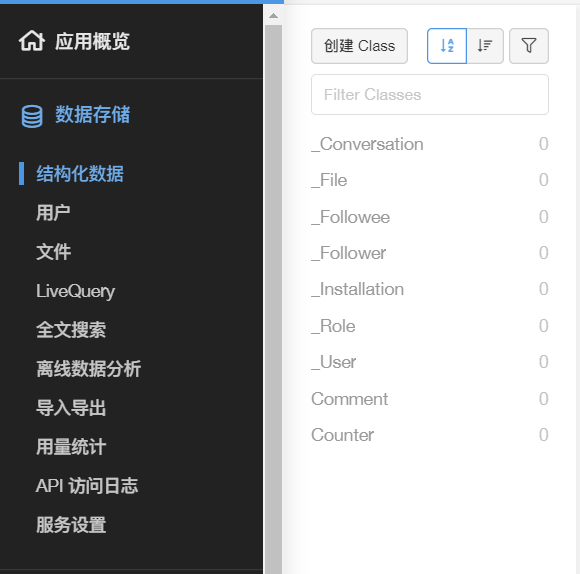 应用概览
数据存储
结构化数据
用户
文件
LiveQuery
全文搜索
离线数据分析
导入导出
用量统计
API 访问日志
服务设置
创建 Class
Filter Classes
_Conversation 0
_File 0
_Followee 0
_Follower 0
_Installation 0
_Role 0
_User 0
Comment 0
Counter 0